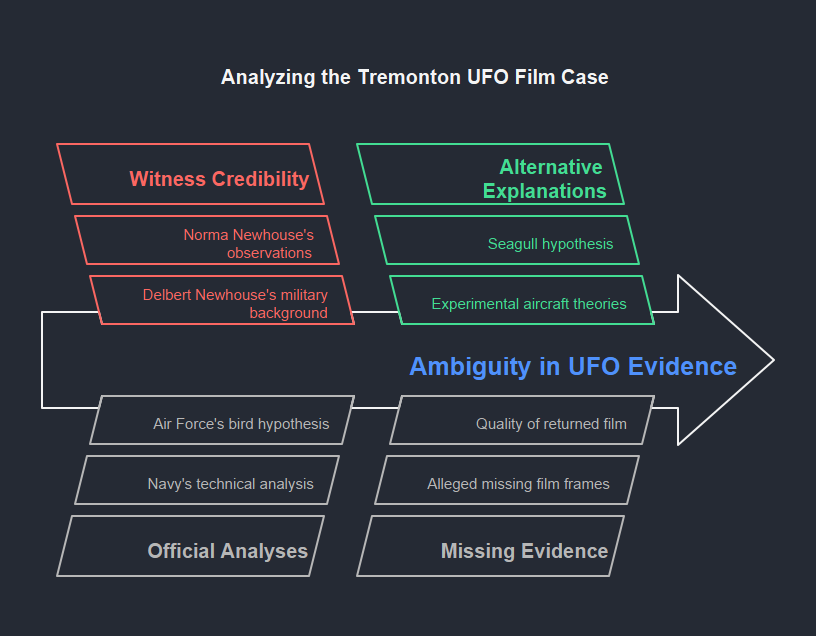 Analyzing the Tremonton UFO Film Case
Witness Credibility
Norma Newhouse's
observations
Delbert Newhouse's military
background
Alternative
Explanations
Seagull hypothesis
Experimental aircraft theories
Ambiguity in UFO Evidence
Air Force's bird hypothesis
Navy's technical analysis
Official Analyses
Quality of returned film
Alleged missing film frames
Missing Evidence